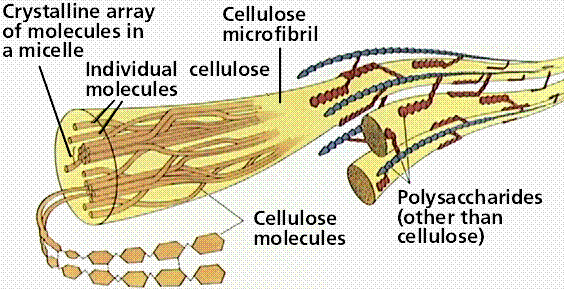 Crystalline array
of molecules in
a micelle
Individual cellulose
molecules
Cellulose
microfibril
Cellulose
molecules
Polysaccharides
(other than
cellulose)